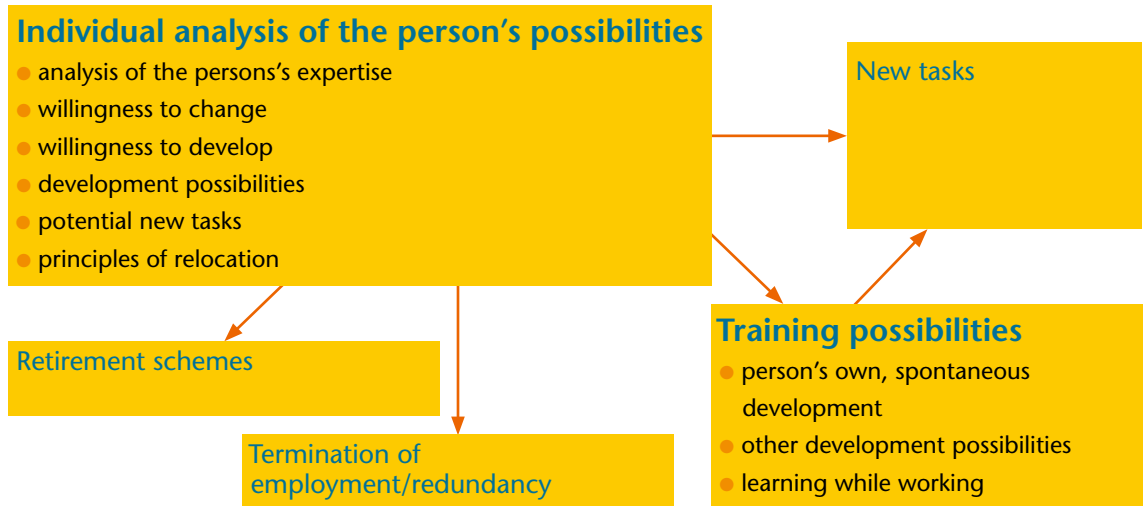 Individual analysis of the person’s possibilities
● analysis of the persons’s expertise
● willingness to change
● willingness to develop
● development possibilities
● potential new tasks
● principles of relocation
New tasks
Retirement schemes
Termination of
employment/redundancy
Training possibilities
● person’s own, spontaneous
development
● other development possibilities
● learning while working